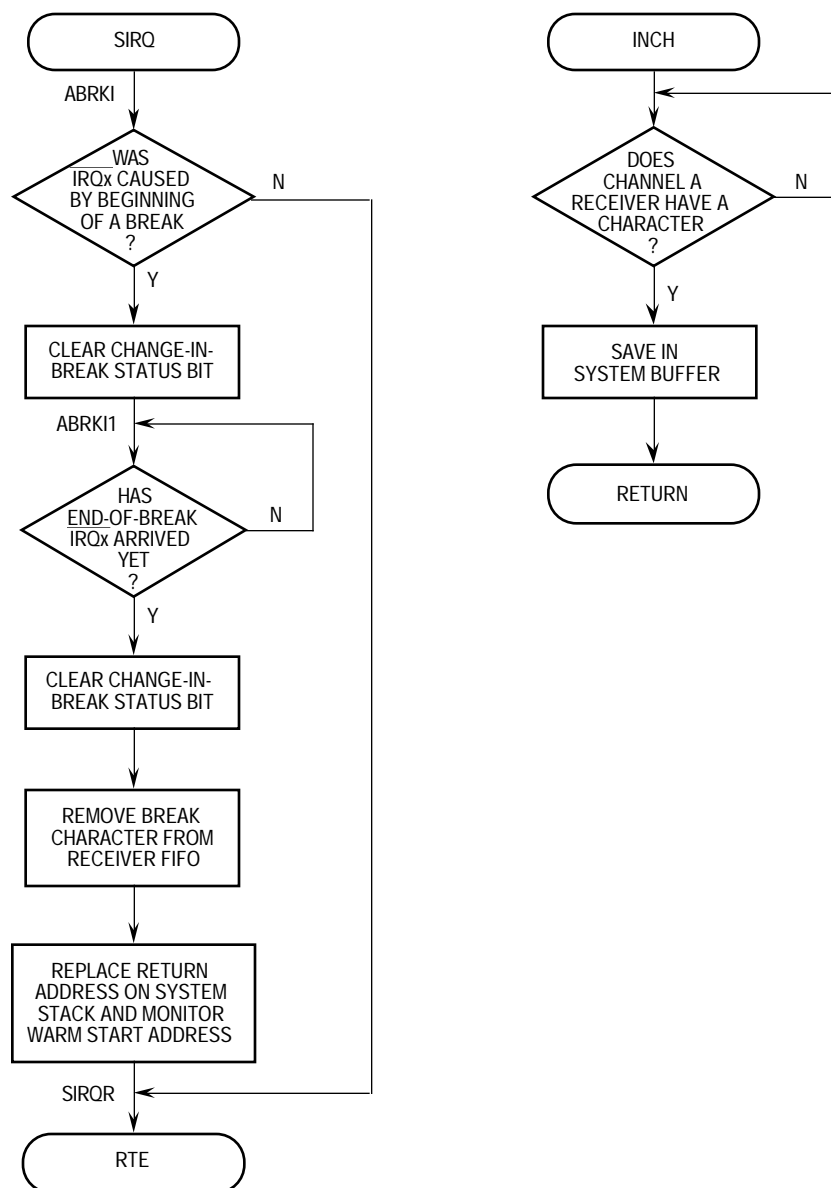 SIRQ
ABRKI
WAS
IRQx CAUSED
BY BEGINNING
OF A BREAK
?
N
Y
CLEAR CHANGE-IN-
BREAK STATUS BIT
ABRKI1
HAS
END-OF-BREAK
IRQx ARRIVED
YET
?
N
Y
CLEAR CHANGE-IN-
BREAK STATUS BIT
REMOVE BREAK
CHARACTER FROM
RECEIVER FIFO
REPLACE RETURN
ADDRESS ON SYSTEM
STACK AND MONITOR
WARM START ADDRESS
SIRQR
RTE
INCH
DOES
CHANNEL A
RECEIVER HAVE A
CHARACTER
?
N
Y
SAVE IN
SYSTEM BUFFER
RETURN